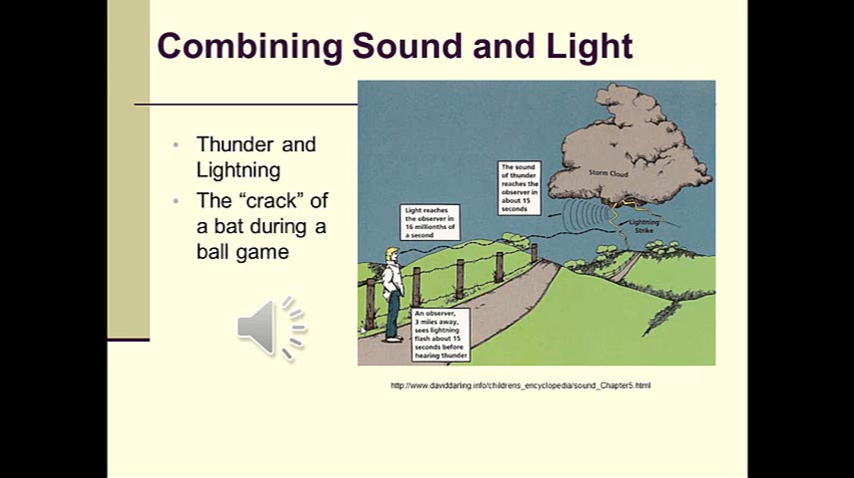 Combining Sound and Light
Thunder and
Lightning
The “crack” of
a bat during a
ball game
The sound
of thunder
reaches the
observer in
about 15
seconds
Storm Cloud
Light reaches
the observer in
16 millionths of
a second
Lightning
Strike
An observer,
3 miles away,
sees lightning
flash about 15
seconds before
hearing thunder
http://www.daviddarling.info/childrens_encyclopedia/sound_Chapter5.html